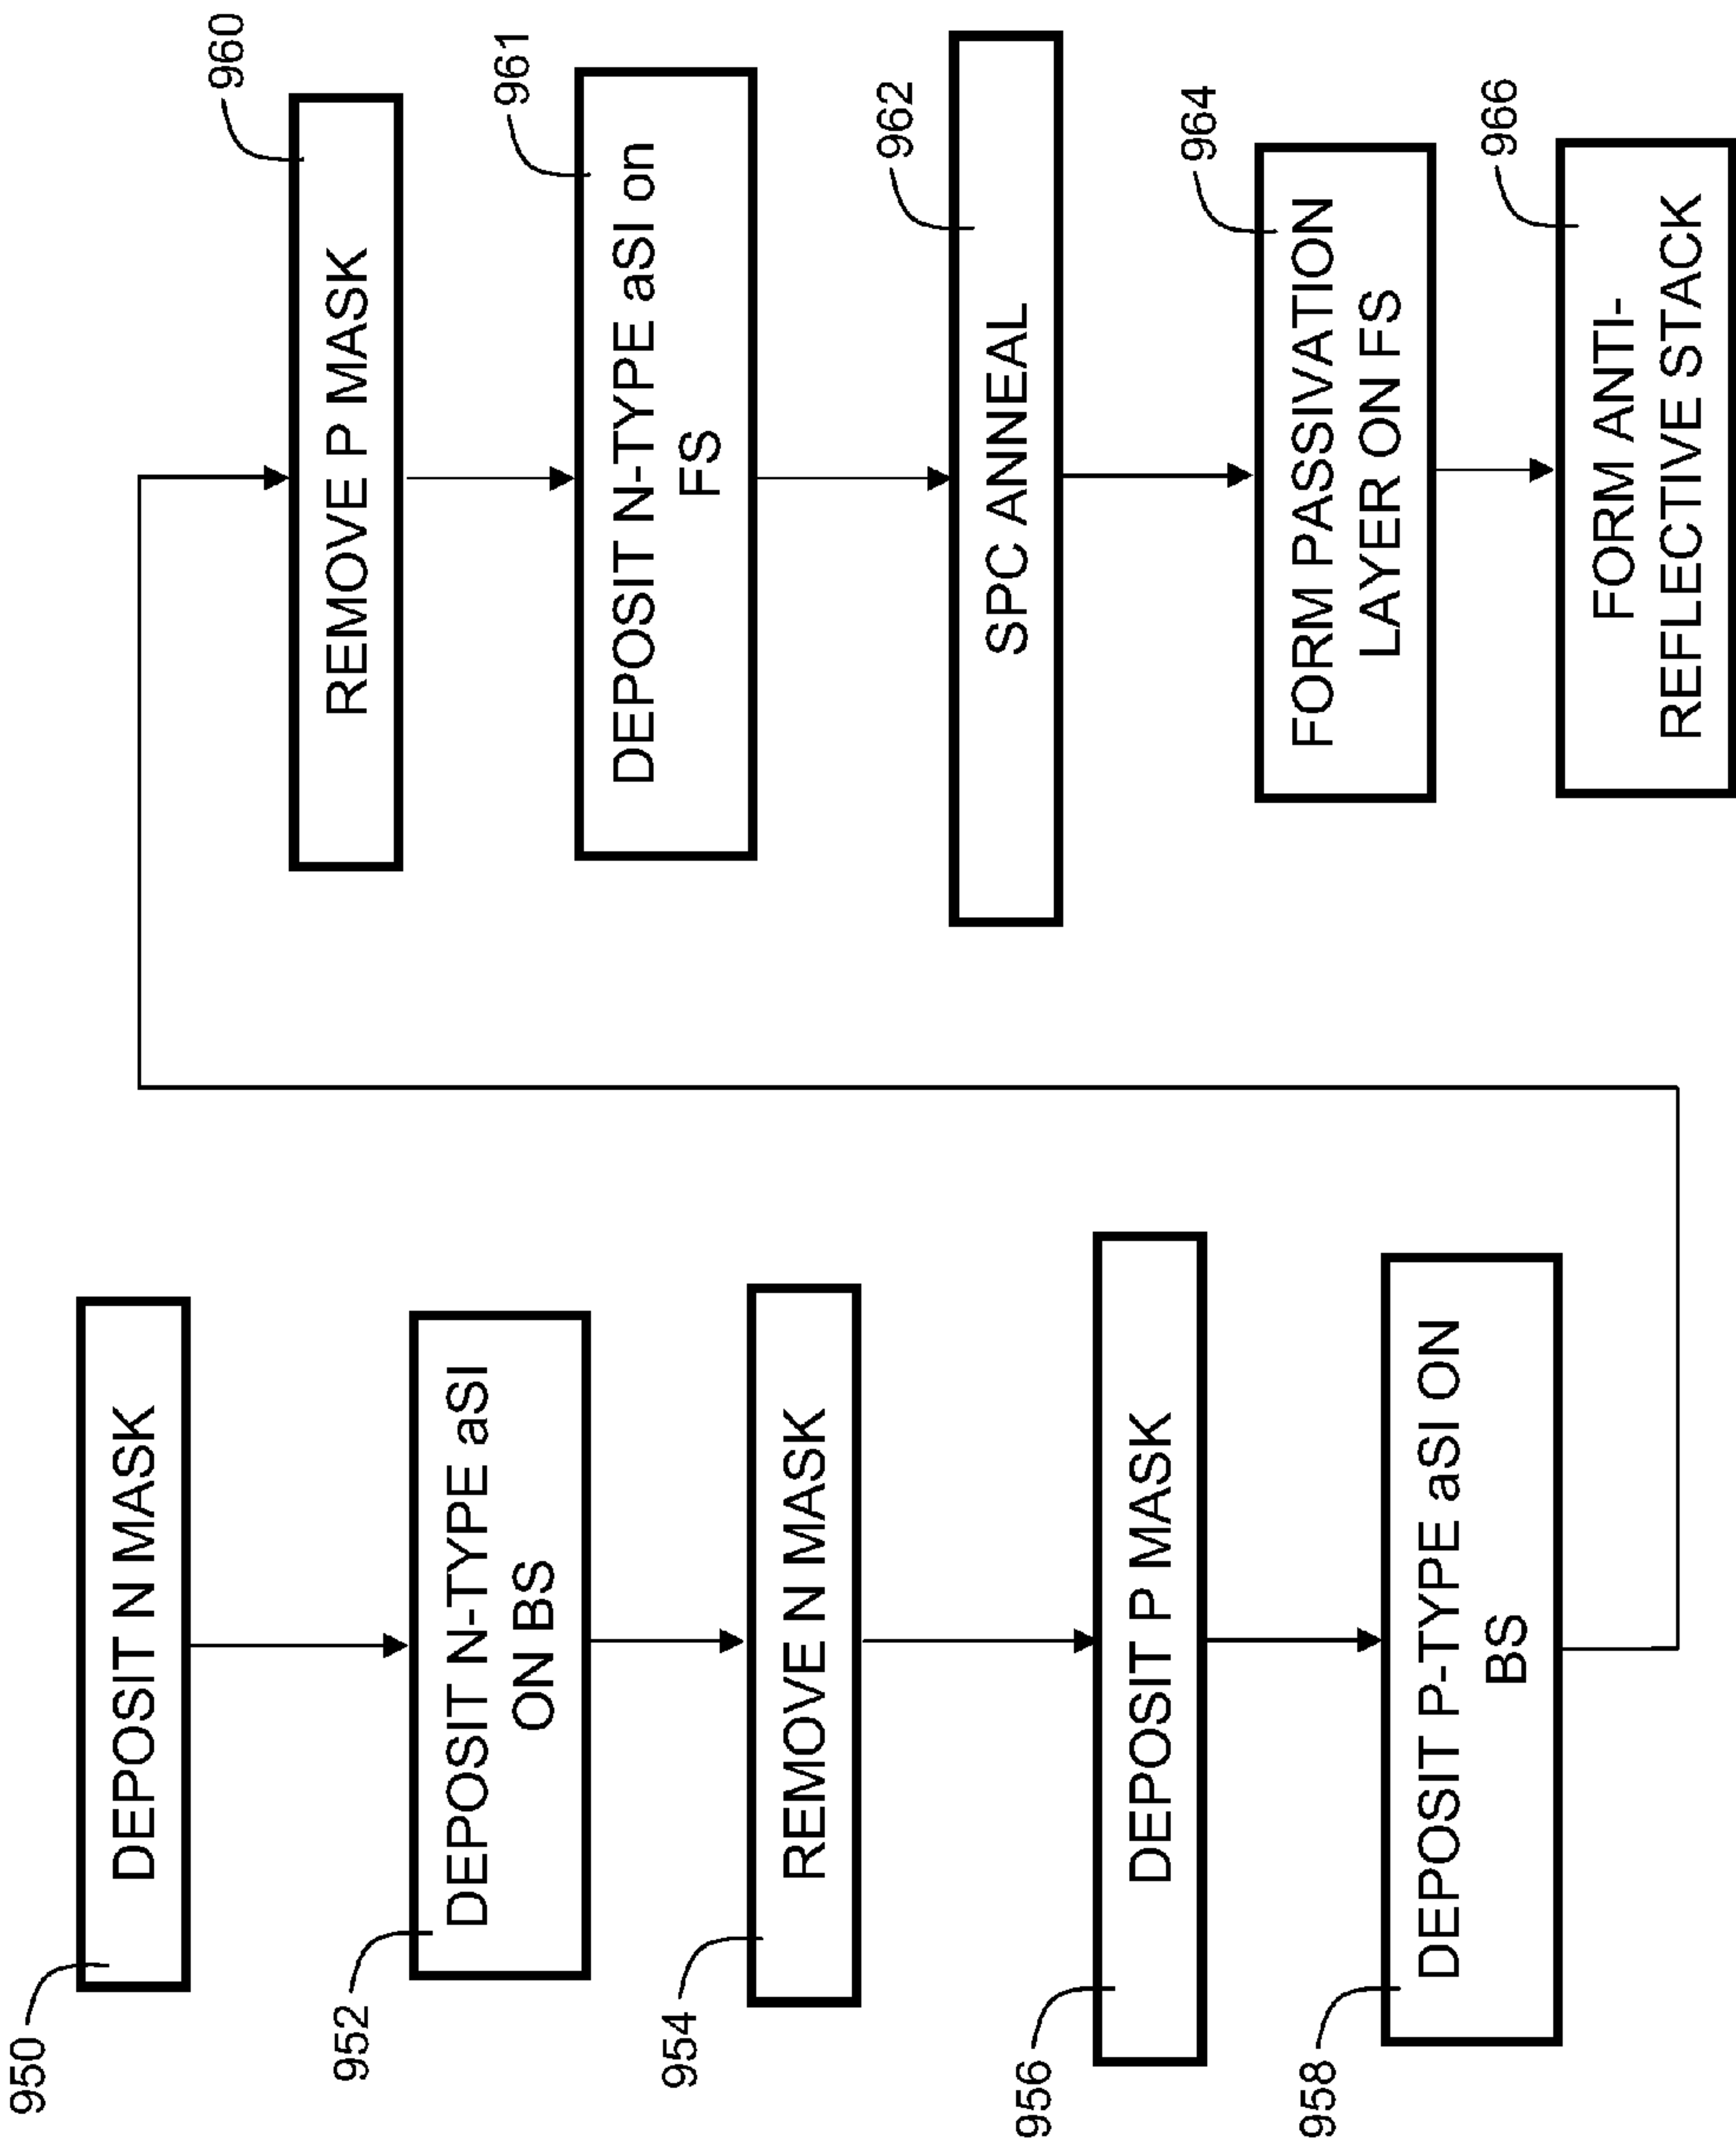 950
DEPOSIT N MASK
952
DEPOSIT N-TYPE aSI
ON BS
954
REMOVE N MASK
956
DEPOSIT P MASK
958
DEPOSIT P-TYPE aSI ON
BS
960
REMOVE P MASK
961
DEPOSIT N-TYPE aSI on
FS
962
SPC ANNEAL
964
FORM PASSIVATION
LAYER ON FS
966
FORM ANTI-
REFLECTIVE STACK